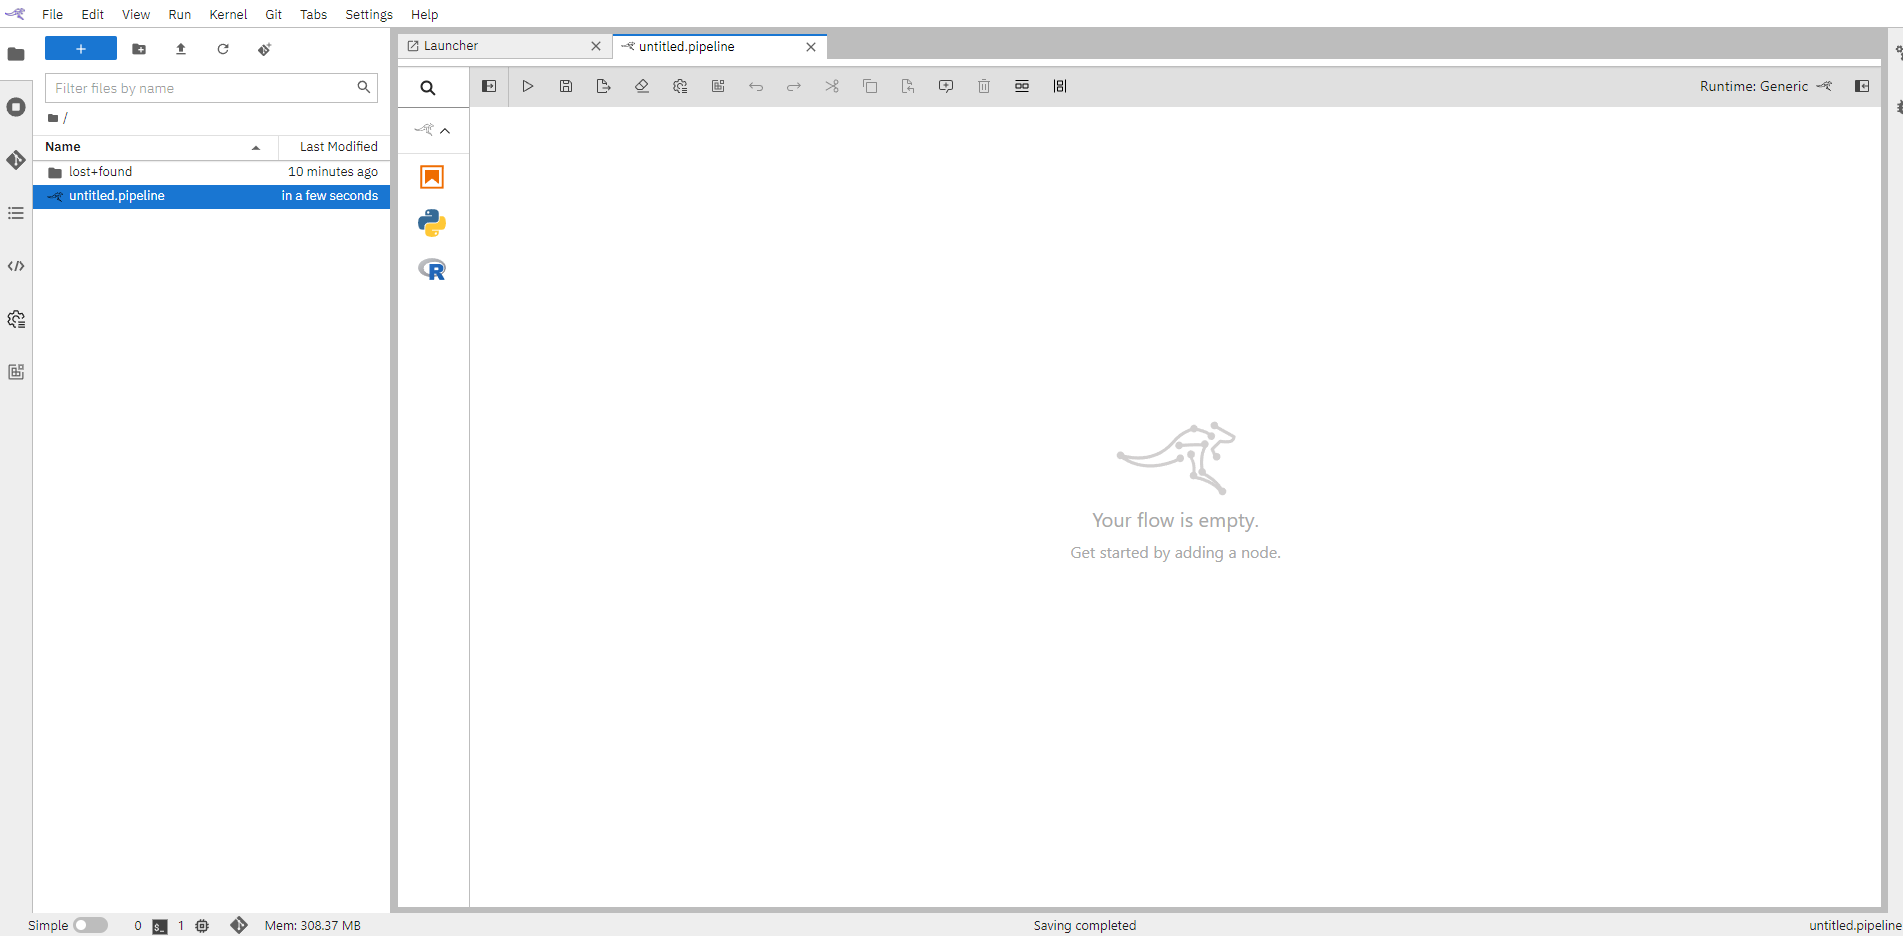 File Edit View Run Kernel Git Tabs Settings Help
+
Filter files by name
/
Name Last Modified
lost+found 10 minutes ago
untitled.pipeline in a few seconds
Launcher untitled.pipeline
Runtime: Generic
R
Your flow is empty.
Get started by adding a node.
Simple 0 $_ 1 Mem: 308.37 MB Saving completed untitled.pipeline